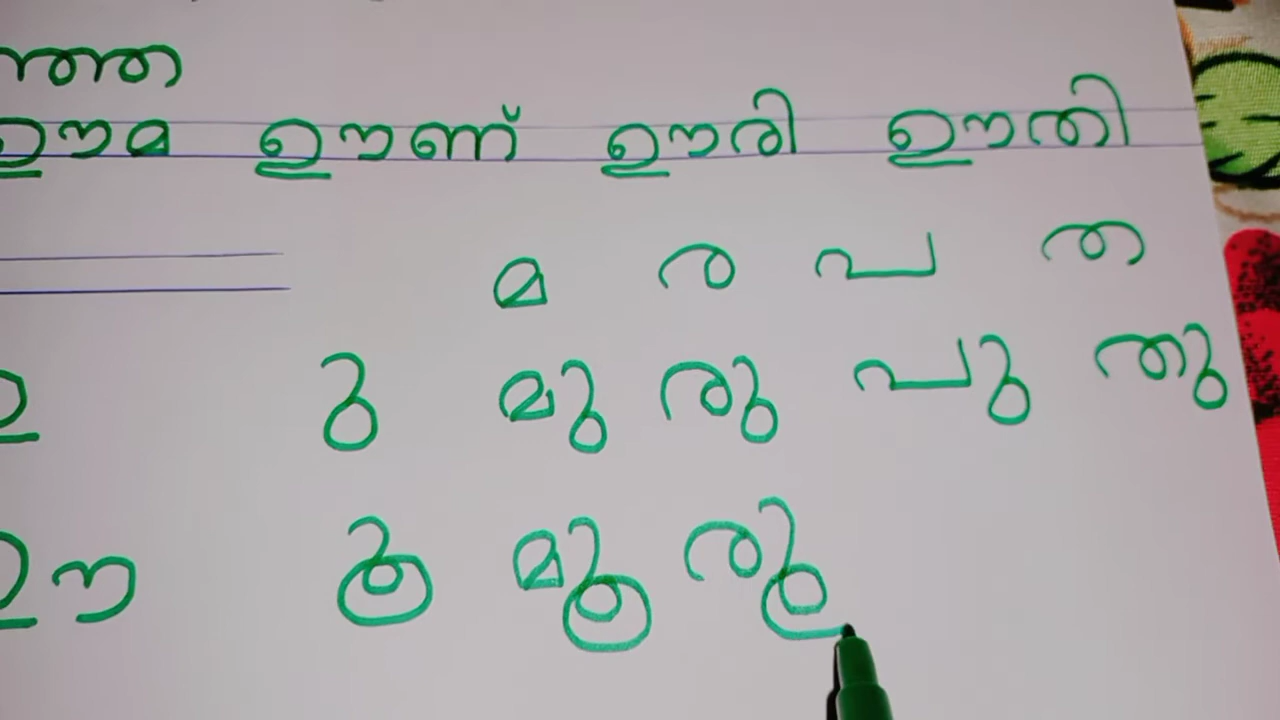 ഊമ ഊണ് ഊരി ഊതി
മ ര പ ത
ഉ ു മു രു പു തു
ഊ ൂ മൂ രൂ